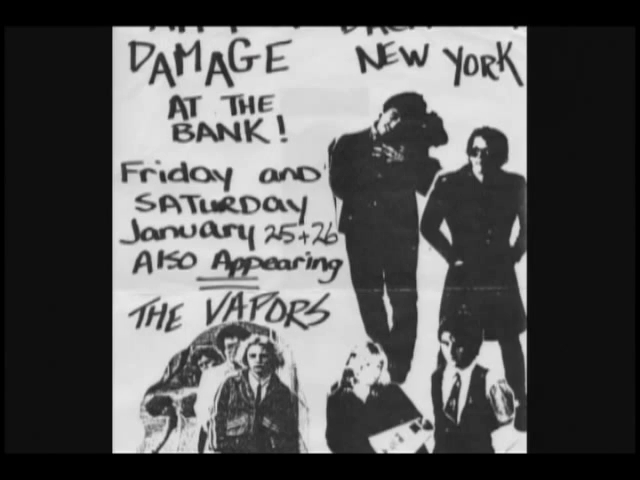 DAMAGE
NEW YORK
AT THE
BANK!
Friday and
SATURDAY
January 25+26
Also Appearing
THE VAPORS